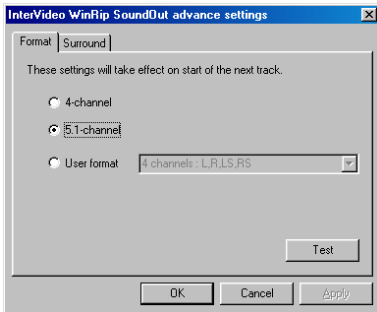 InterVideo WinRip SoundOut advance settings
Format Surround
These settings will take effect on start of the next track.
4-channel
5.1-channel
User format 4 channels : L,R,LS,RS
Test
OK Cancel Apply